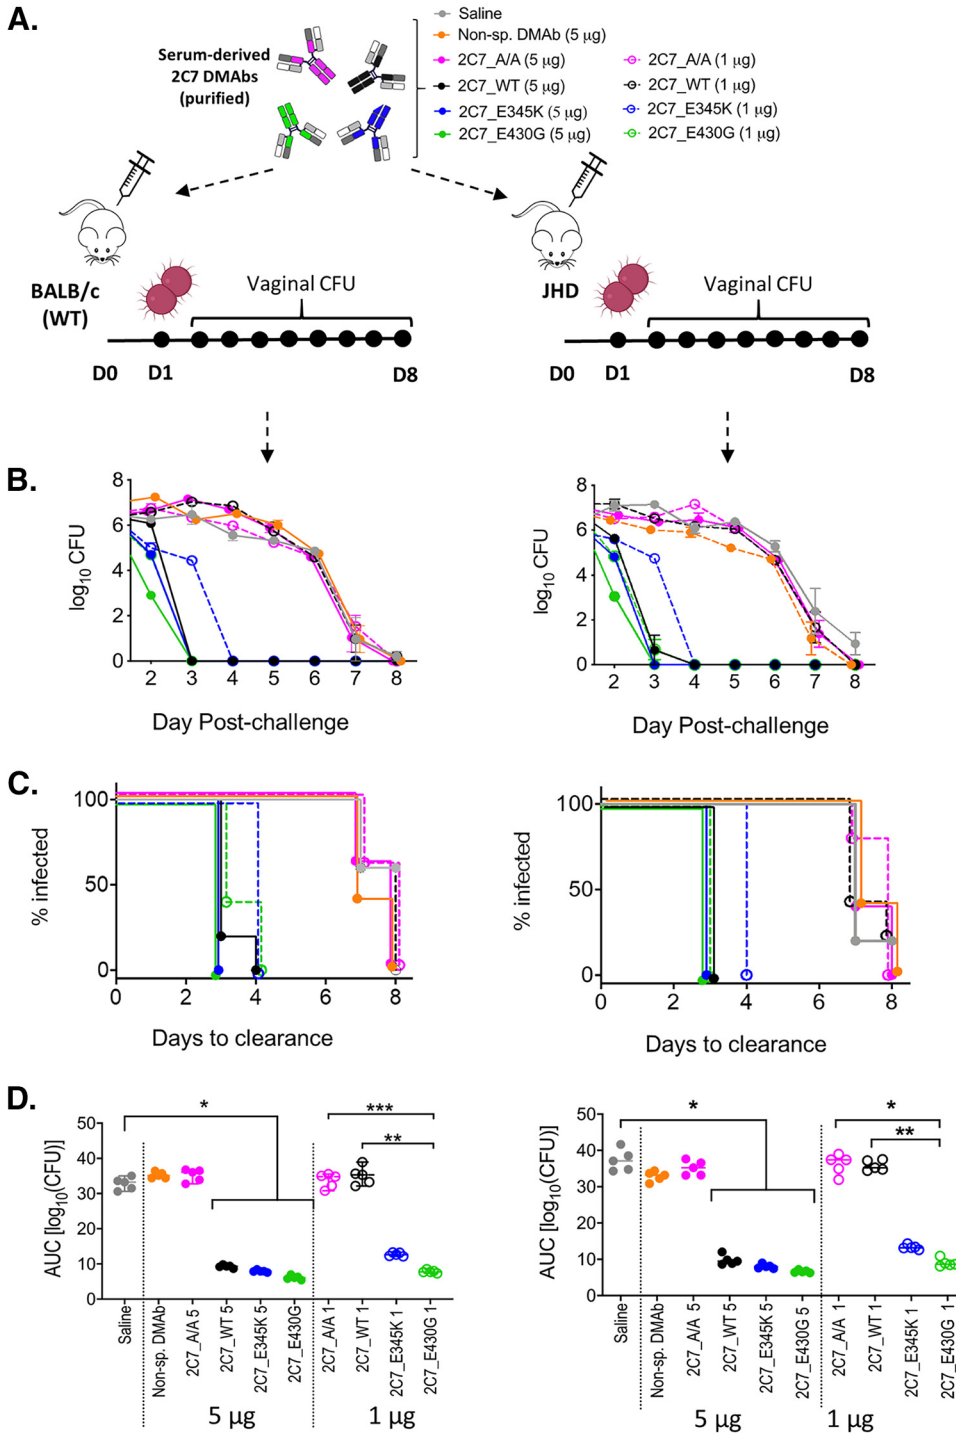 A.
Serum-derived
2C7 DMAbs
(purified)
Saline
Non-sp. DMAb (5 μg)
2C7_A/A (5 μg)
2C7_WT (5 μg)
2C7_E345K (5 μg)
2C7_E430G (5 μg)
2C7_A/A (1 μg)
2C7_WT (1 μg)
2C7_E345K (1 μg)
2C7_E430G (1 μg)
BALB/c
(WT)
Vaginal CFU
D0 D1 D8
JHD
Vaginal CFU
D0 D1 D8
B.
log10 CFU
8
6
4
2
0
2 3 4 5 6 7 8
Day Post-challenge
log10 CFU
8
6
4
2
0
2 3 4 5 6 7 8
Day Post-challenge
C.
% infected
100
50
0
0 2 4 6 8
Days to clearance
% infected
100
50
0
0 2 4 6 8
Days to clearance
D.
AUC [log10(CFU)]
50
40
30
20
10
0
*
***
**
Saline
Non-sp. DMAb
2C7_A/A 5
2C7_WT 5
2C7_E345K 5
2C7_E430G-
2C7_A/A 1
2C7_WT 1
2C7_E345K 1
2C7_E430G 1
5 μg
1 μg
AUC [log10(CFU)]
50
40
30
20
10
0
*
*
**
Saline
Non-sp. DMAb
2C7_A/A 5
2C7_WT 5
2C7_E345K 5
2C7_E430G 5
2C7_A/A 1
2C7_WT 1
2C7_E345K 1
2C7_E430G 1
5 μg
1 μg